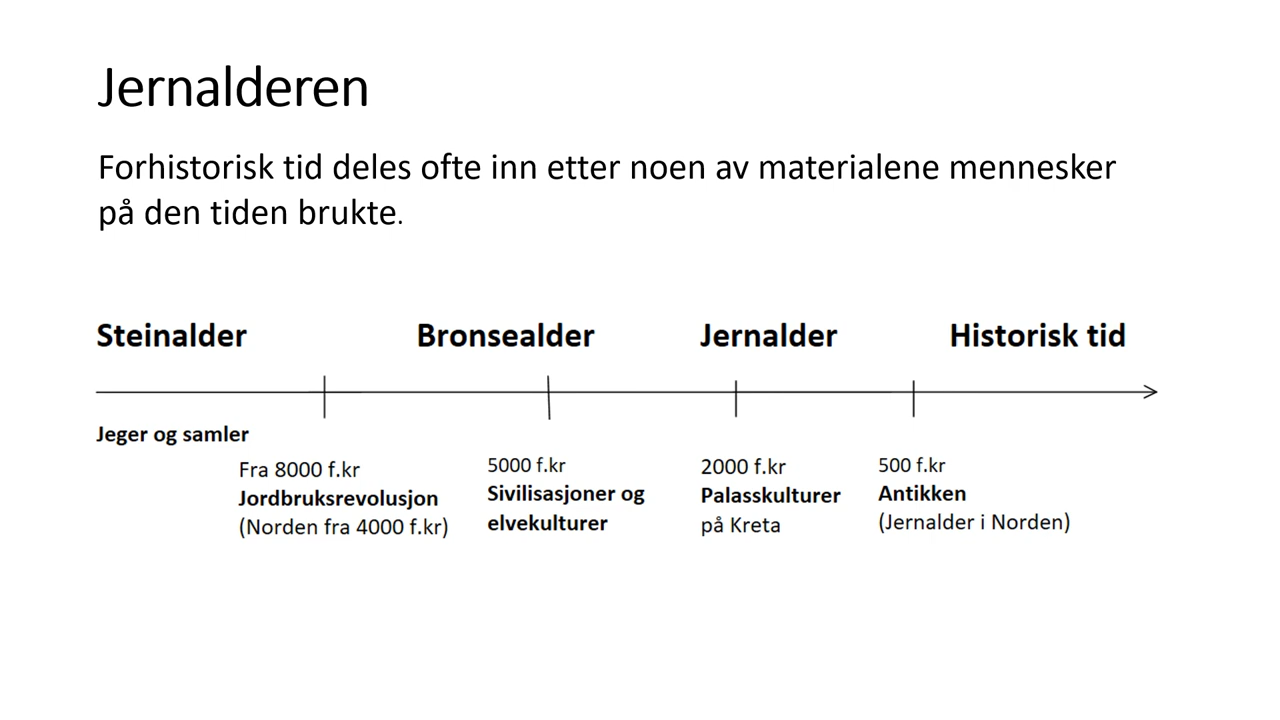 Jernalderen
Forhistorisk tid deles ofte inn etter noen av materialene mennesker
på den tiden brukte.
Steinalder
Bronsealder
Jernalder
Historisk tid
Jeger og samler
Fra 8000 f.kr
Jordbruksrevolusjon
(Norden fra 4000 f.kr)
5000 f.kr
Sivilisasjoner og
elvekulturer
2000 f.kr
Palasskulturer
på Kreta
500 f.kr
Antikken
(Jernalder i Norden)